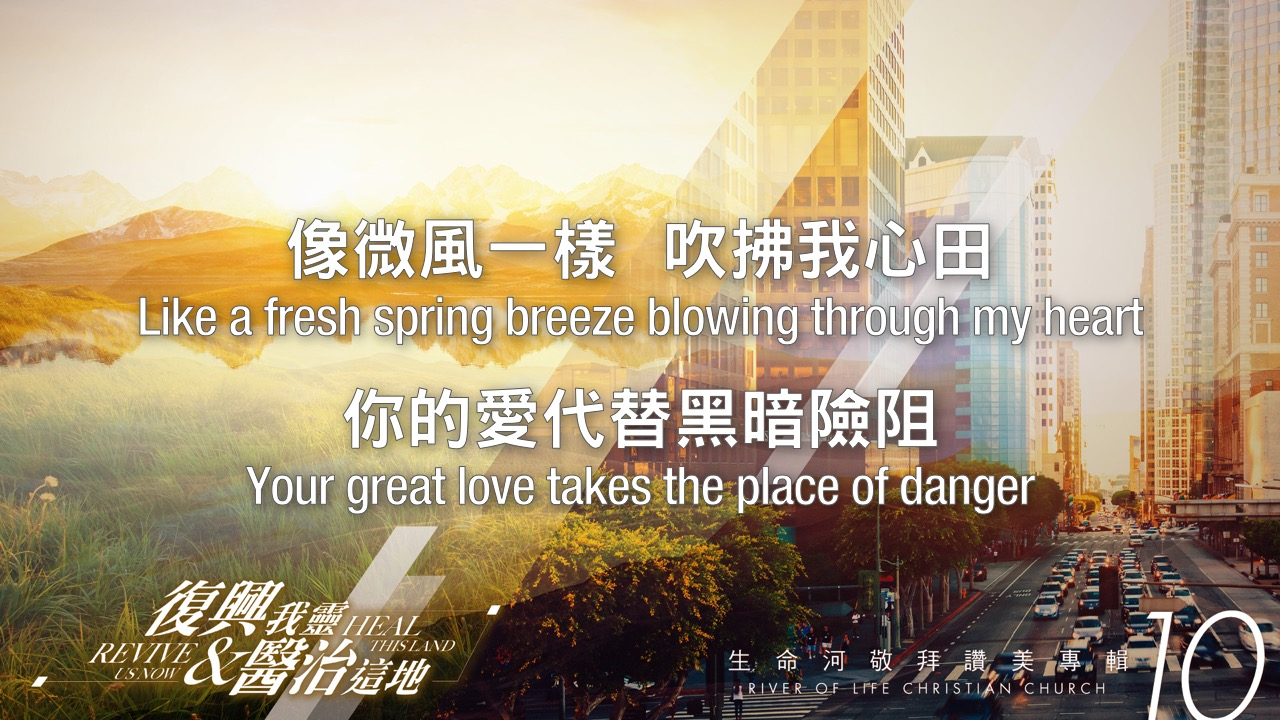 像微風一樣 吹拂我心田
Like a fresh spring breeze blowing through my heart
你的愛代替黑暗險阻
Your great love takes the place of danger
復興我靈 HEAL THIS LAND
REVIVE US NOW & 醫治這地
生命河敬拜讚美專輯 10
RIVER OF LIFE CHRISTIAN CHURCH